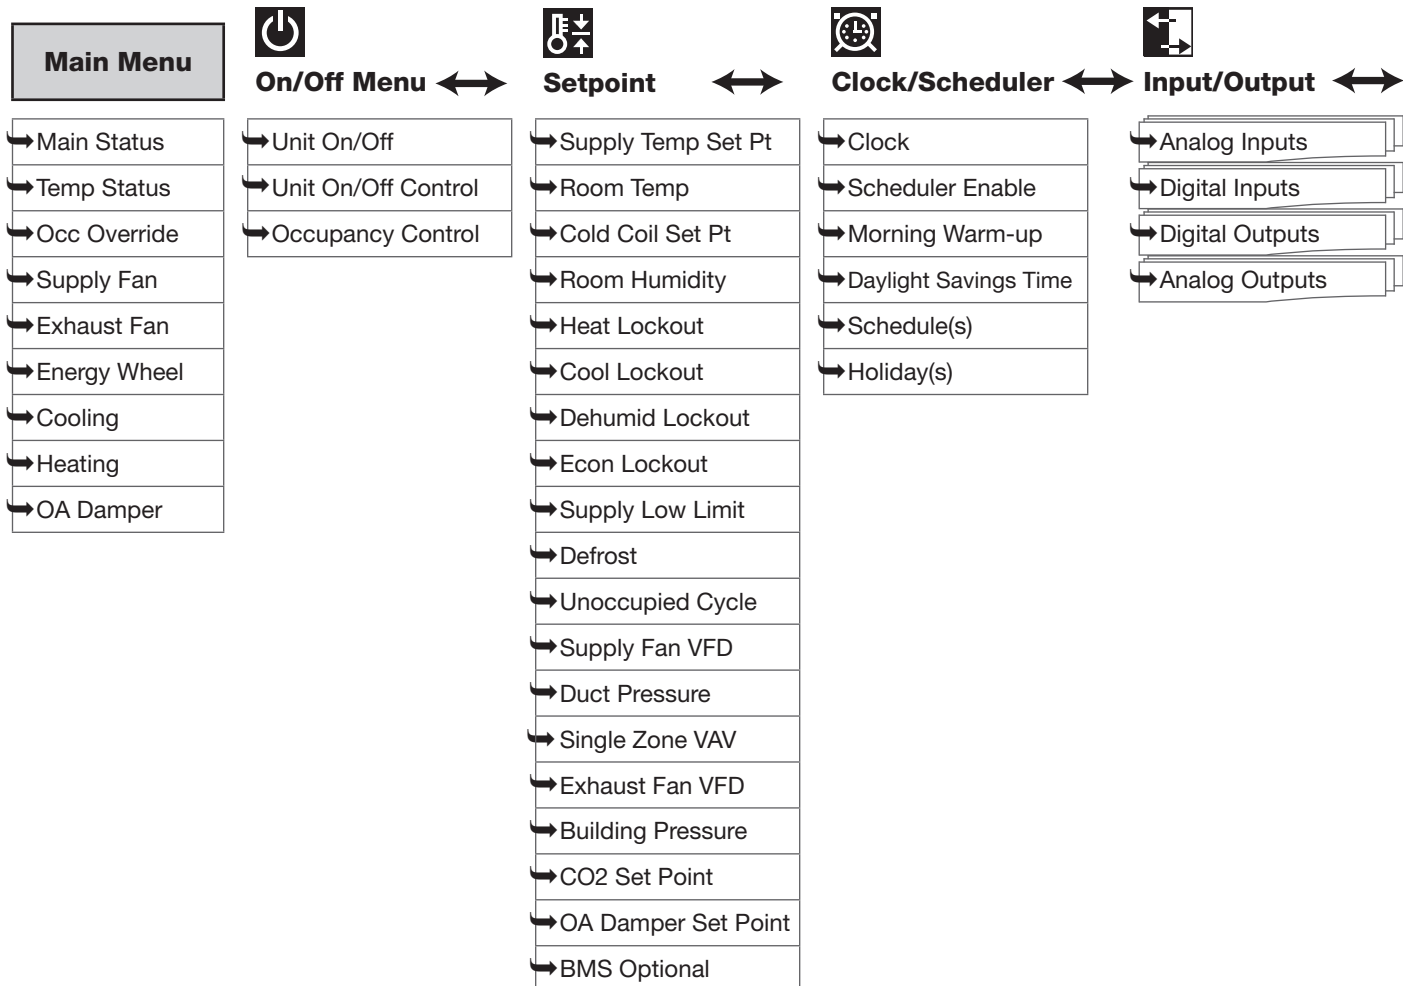 Main Menu
Main Status
Temp Status
Occ Override
Supply Fan
Exhaust Fan
Energy Wheel
Cooling
Heating
OA Damper
On/Off Menu
Unit On/Off
Unit On/Off Control
Occupancy Control
Setpoint
Supply Temp Set Pt
Room Temp
Cold Coil Set Pt
Room Humidity
Heat Lockout
Cool Lockout
Dehumid Lockout
Econ Lockout
Supply Low Limit
Defrost
Unoccupied Cycle
Supply Fan VFD
Duct Pressure
Single Zone VAV
Exhaust Fan VFD
Building Pressure
CO2 Set Point
OA Damper Set Point
BMS Optional
Clock/Scheduler
Clock
Scheduler Enable
Morning Warm-up
Daylight Savings Time
Schedule(s)
Holiday(s)
Input/Output
Analog Inputs
Digital Inputs
Digital Outputs
Analog Outputs